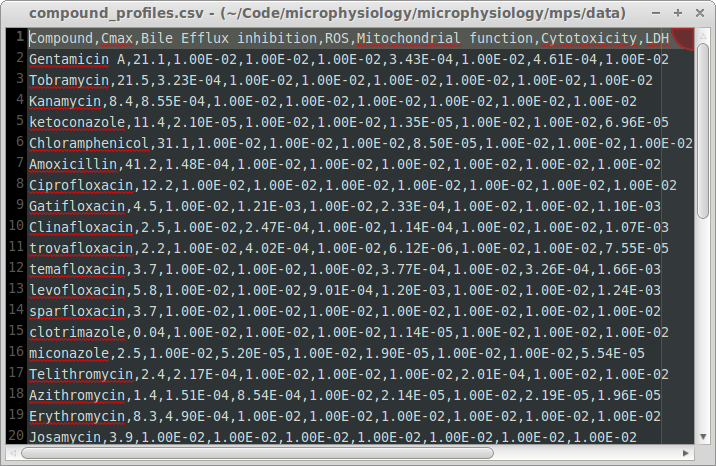 compound_profiles.csv - (~/Code/microphysiology/microphysiology/mps/data)
1 Compound,Cmax,Bile Efflux inhibition,ROS,Mitochondrial function,Cytotoxicity,LDH
2 Gentamicin A,21.1,1.00E-02,1.00E-02,1.00E-02,3.43E-04,1.00E-02,4.61E-04,1.00E-02
3 Tobramycin,21.5,3.23E-04,1.00E-02,1.00E-02,1.00E-02,1.00E-02,1.00E-02,1.00E-02
4 Kanamycin,8.4,8.55E-04,1.00E-02,1.00E-02,1.00E-02,1.00E-02,1.00E-02,1.00E-02
5 ketoconazole,11.4,2.10E-05,1.00E-02,1.00E-02,1.35E-05,1.00E-02,1.00E-02,6.96E-05
6 Chloramphenicol,31.1,1.00E-02,1.00E-02,1.00E-02,8.50E-05,1.00E-02,1.00E-02,1.00E-02
7 Amoxicillin,41.2,1.48E-04,1.00E-02,1.00E-02,1.00E-02,1.00E-02,1.00E-02,1.00E-02
8 Ciprofloxacin,12.2,1.00E-02,1.00E-02,1.00E-02,1.00E-02,1.00E-02,1.00E-02,1.00E-02
9 Gatifloxacin,4.5,1.00E-02,1.21E-03,1.00E-02,2.33E-04,1.00E-02,1.00E-02,1.10E-03
10 Clinafloxacin,2.5,1.00E-02,2.47E-04,1.00E-02,1.14E-04,1.00E-02,1.00E-02,1.07E-03
11 trovafloxacin,2.2,1.00E-02,4.02E-04,1.00E-02,6.12E-06,1.00E-02,1.00E-02,7.55E-05
12 temafloxacin,3.7,1.00E-02,1.00E-02,1.00E-02,3.77E-04,1.00E-02,3.26E-04,1.66E-03
13 levofloxacin,5.8,1.00E-02,1.00E-02,9.01E-04,1.20E-03,1.00E-02,1.00E-02,1.24E-03
14 sparfloxacin,3.7,1.00E-02,1.00E-02,1.00E-02,1.00E-02,1.00E-02,1.00E-02,1.00E-02
15 clotrimazole,0.04,1.00E-02,1.00E-02,1.00E-02,1.14E-05,1.00E-02,1.00E-02,1.00E-02
16 miconazole,2.5,1.00E-02,5.20E-05,1.00E-02,1.90E-05,1.00E-02,1.00E-02,5.54E-05
17 Telithromycin,2.4,2.17E-04,1.00E-02,1.00E-02,1.00E-02,2.01E-04,1.00E-02,1.00E-02
18 Azithromycin,1.4,1.51E-04,8.54E-04,1.00E-02,2.14E-05,1.00E-02,2.19E-05,1.96E-05
19 Erythromycin,8.3,4.90E-04,1.00E-02,1.00E-02,1.00E-02,1.00E-02,1.00E-02,1.00E-02
20 Josamycin,3.9,1.00E-02,1.00E-02,1.00E-02,1.00E-02,1.00E-02,1.00E-02,1.00E-02